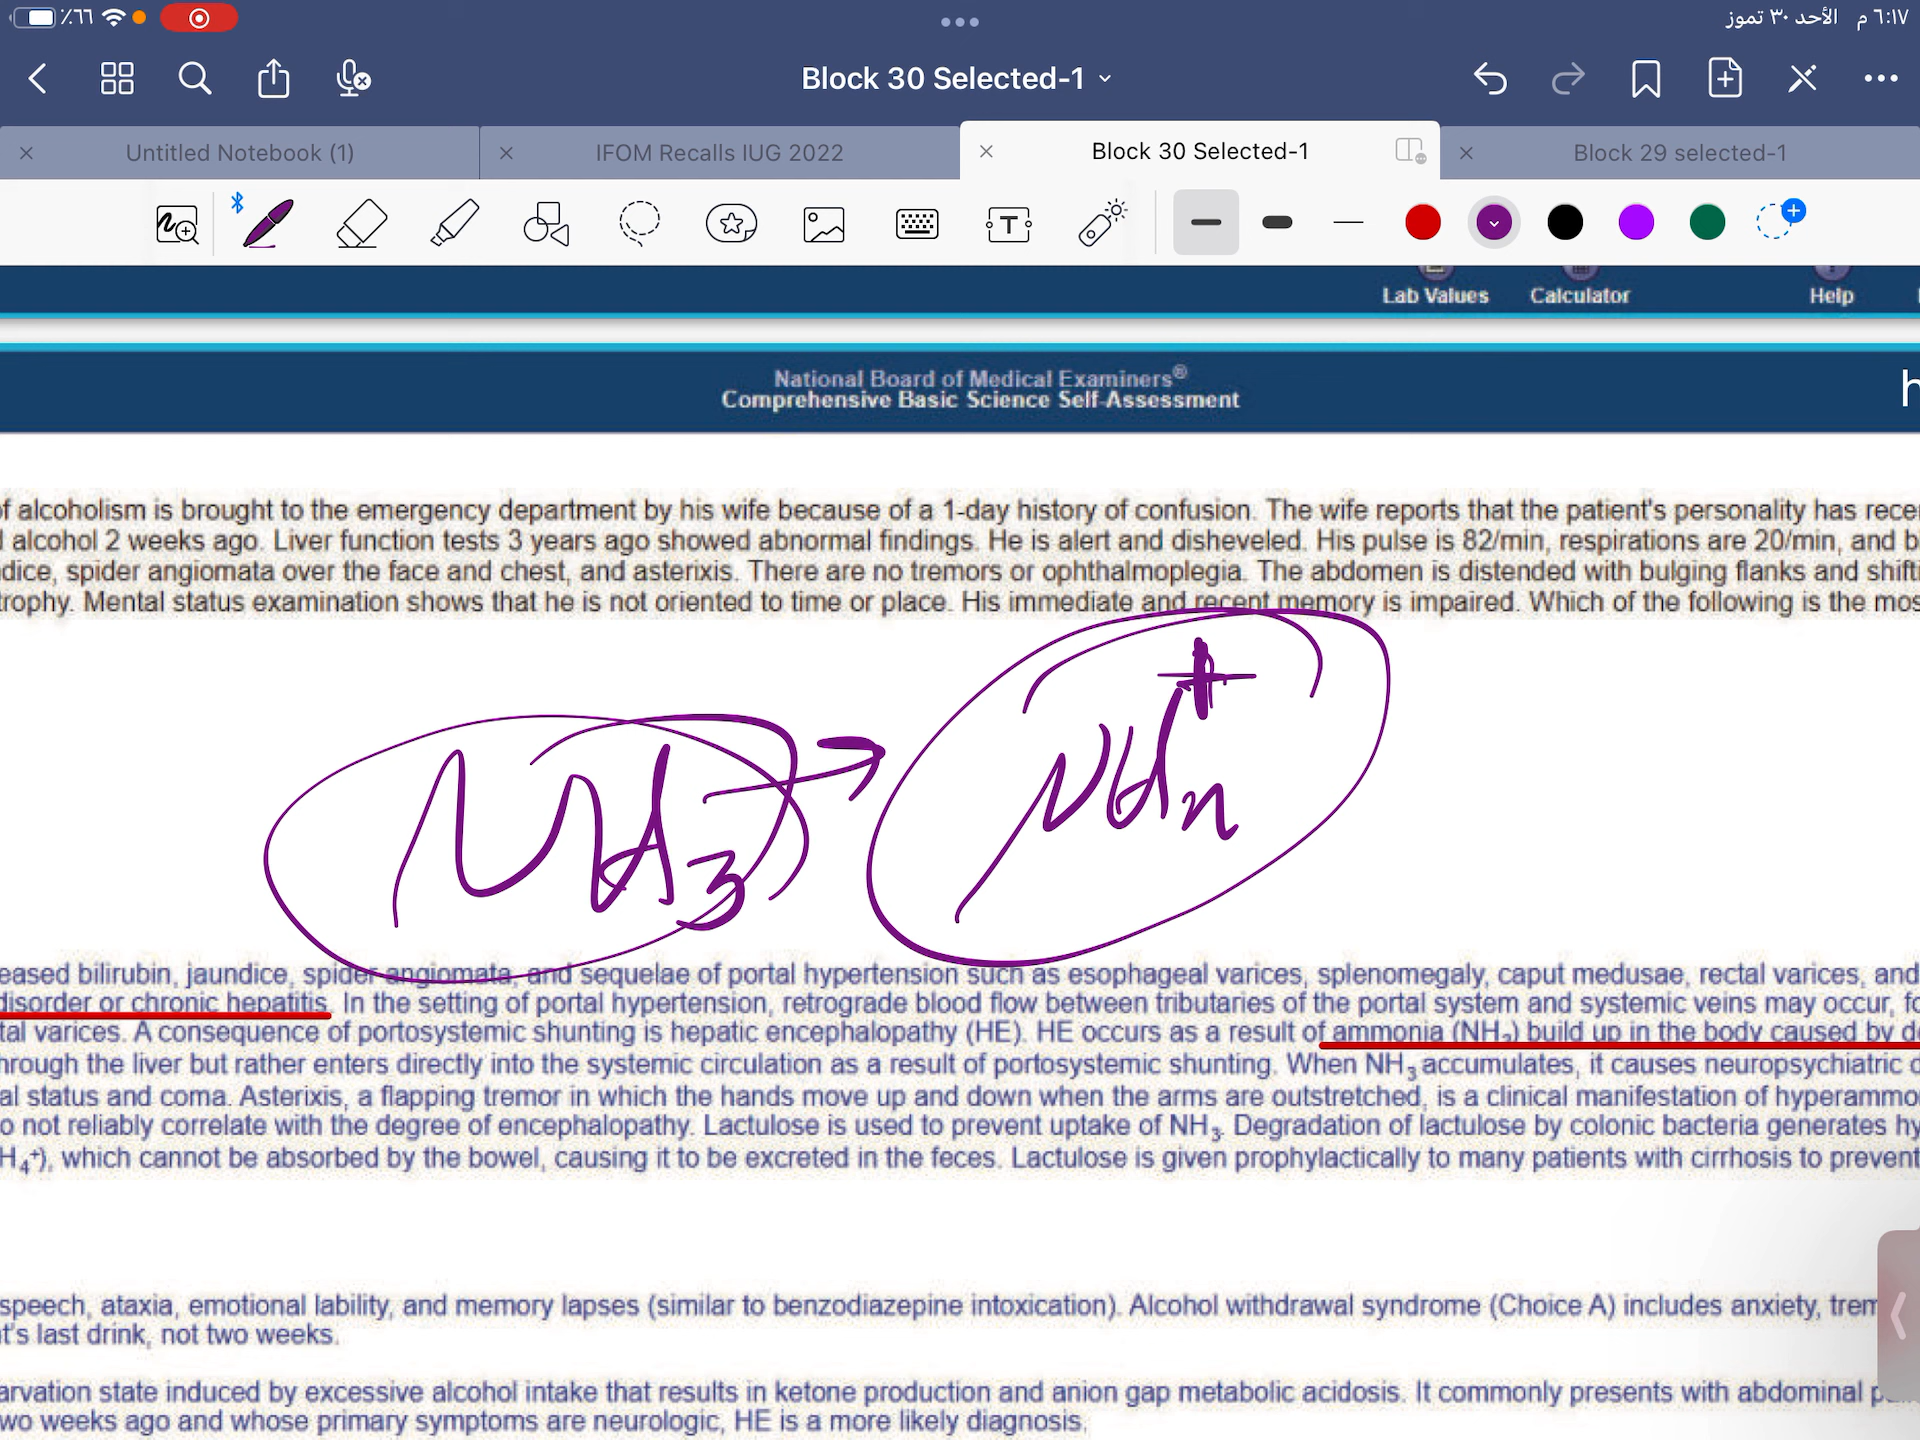 ٪٦٦
٦:١٧ م الأحد ٣٠ تموز
Block 30 Selected-1
Untitled Notebook (1)
IFOM Recalls IUG 2022
Block 30 Selected-1
Block 29 selected-1
T
Lab Values
Calculator
Help
National Board of Medical Examiners®
Comprehensive Basic Science Self-Assessment
h
of alcoholism is brought to the emergency department by his wife because of a 1-day history of confusion. The wife reports that the patient's personality has rece
alcohol 2 weeks ago. Liver function tests 3 years ago showed abnormal findings. He is alert and disheveled. His pulse is 82/min, respirations are 20/min, and b
dice, spider angiomata over the face and chest, and asterixis. There are no tremors or ophthalmoplegia. The abdomen is distended with bulging flanks and shifti
trophy. Mental status examination shows that he is not oriented to time or place. His immediate and recent memory is impaired. Which of the following is the mos
NH3 →
eased bilirubin, jaundice, spider angiomata, and sequelae of portal hypertension such as esophageal varices, splenomegaly, caput medusae, rectal varices, and
disorder or chronic hepatitis. In the setting of portal hypertension, retrograde blood flow between tributaries of the portal system and systemic veins may occur, fo
tal varices. A consequence of portosystemic shunting is hepatic encephalopathy (HE). HE occurs as a result of ammonia (NH3) build up in the body caused by de
hrough the liver but rather enters directly into the systemic circulation as a result of portosystemic shunting. When NH3 accumulates, it causes neuropsychiatric c
al status and coma. Asterixis, a flapping tremor in which the hands move up and down when the arms are outstretched, is a clinical manifestation of hyperammo
o not reliably correlate with the degree of encephalopathy. Lactulose is used to prevent uptake of NH3. Degradation of lactulose by colonic bacteria generates hy
H4+), which cannot be absorbed by the bowel, causing it to be excreted in the feces. Lactulose is given prophylactically to many patients with cirrhosis to prevent
speech, ataxia, emotional lability, and memory lapses (similar to benzodiazepine intoxication). Alcohol withdrawal syndrome (Choice A) includes anxiety, trem
t's last drink, not two weeks.
arvation state induced by excessive alcohol intake that results in ketone production and anion gap metabolic acidosis. It commonly presents with abdominal p
wo weeks ago and whose primary symptoms are neurologic, HE is a more likely diagnosis.